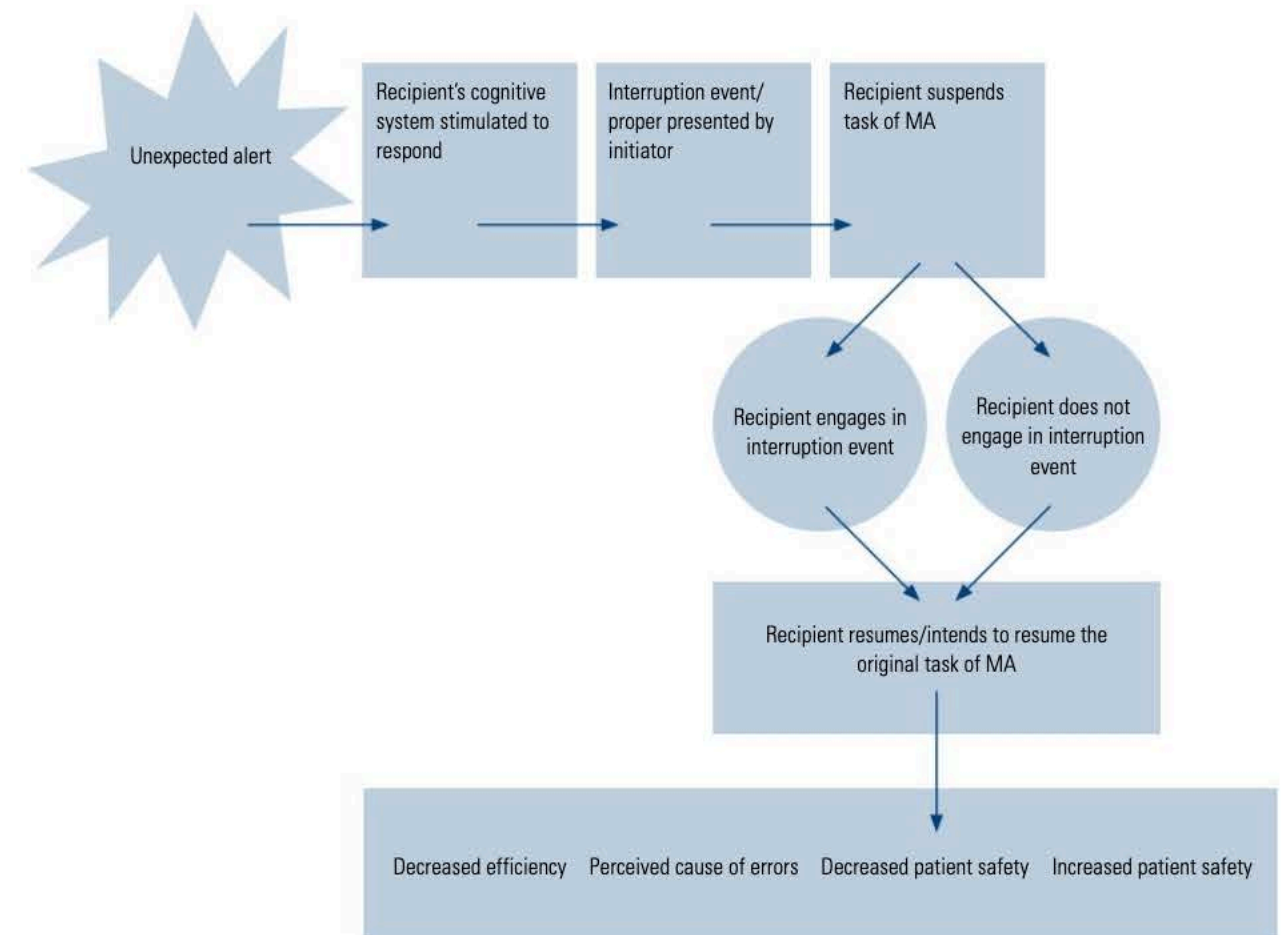 Unexpected alert
Recipient's cognitive
system stimulated to
respond
Interruption event/
proper presented by
initiator
Recipient suspends
task of MA
Recipient engages in
interruption event
Recipient does not
engage in interruption
event
Recipient resumes/intends to resume the
original task of MA
Decreased efficiency
Perceived cause of errors
Decreased patient safety
Increased patient safety